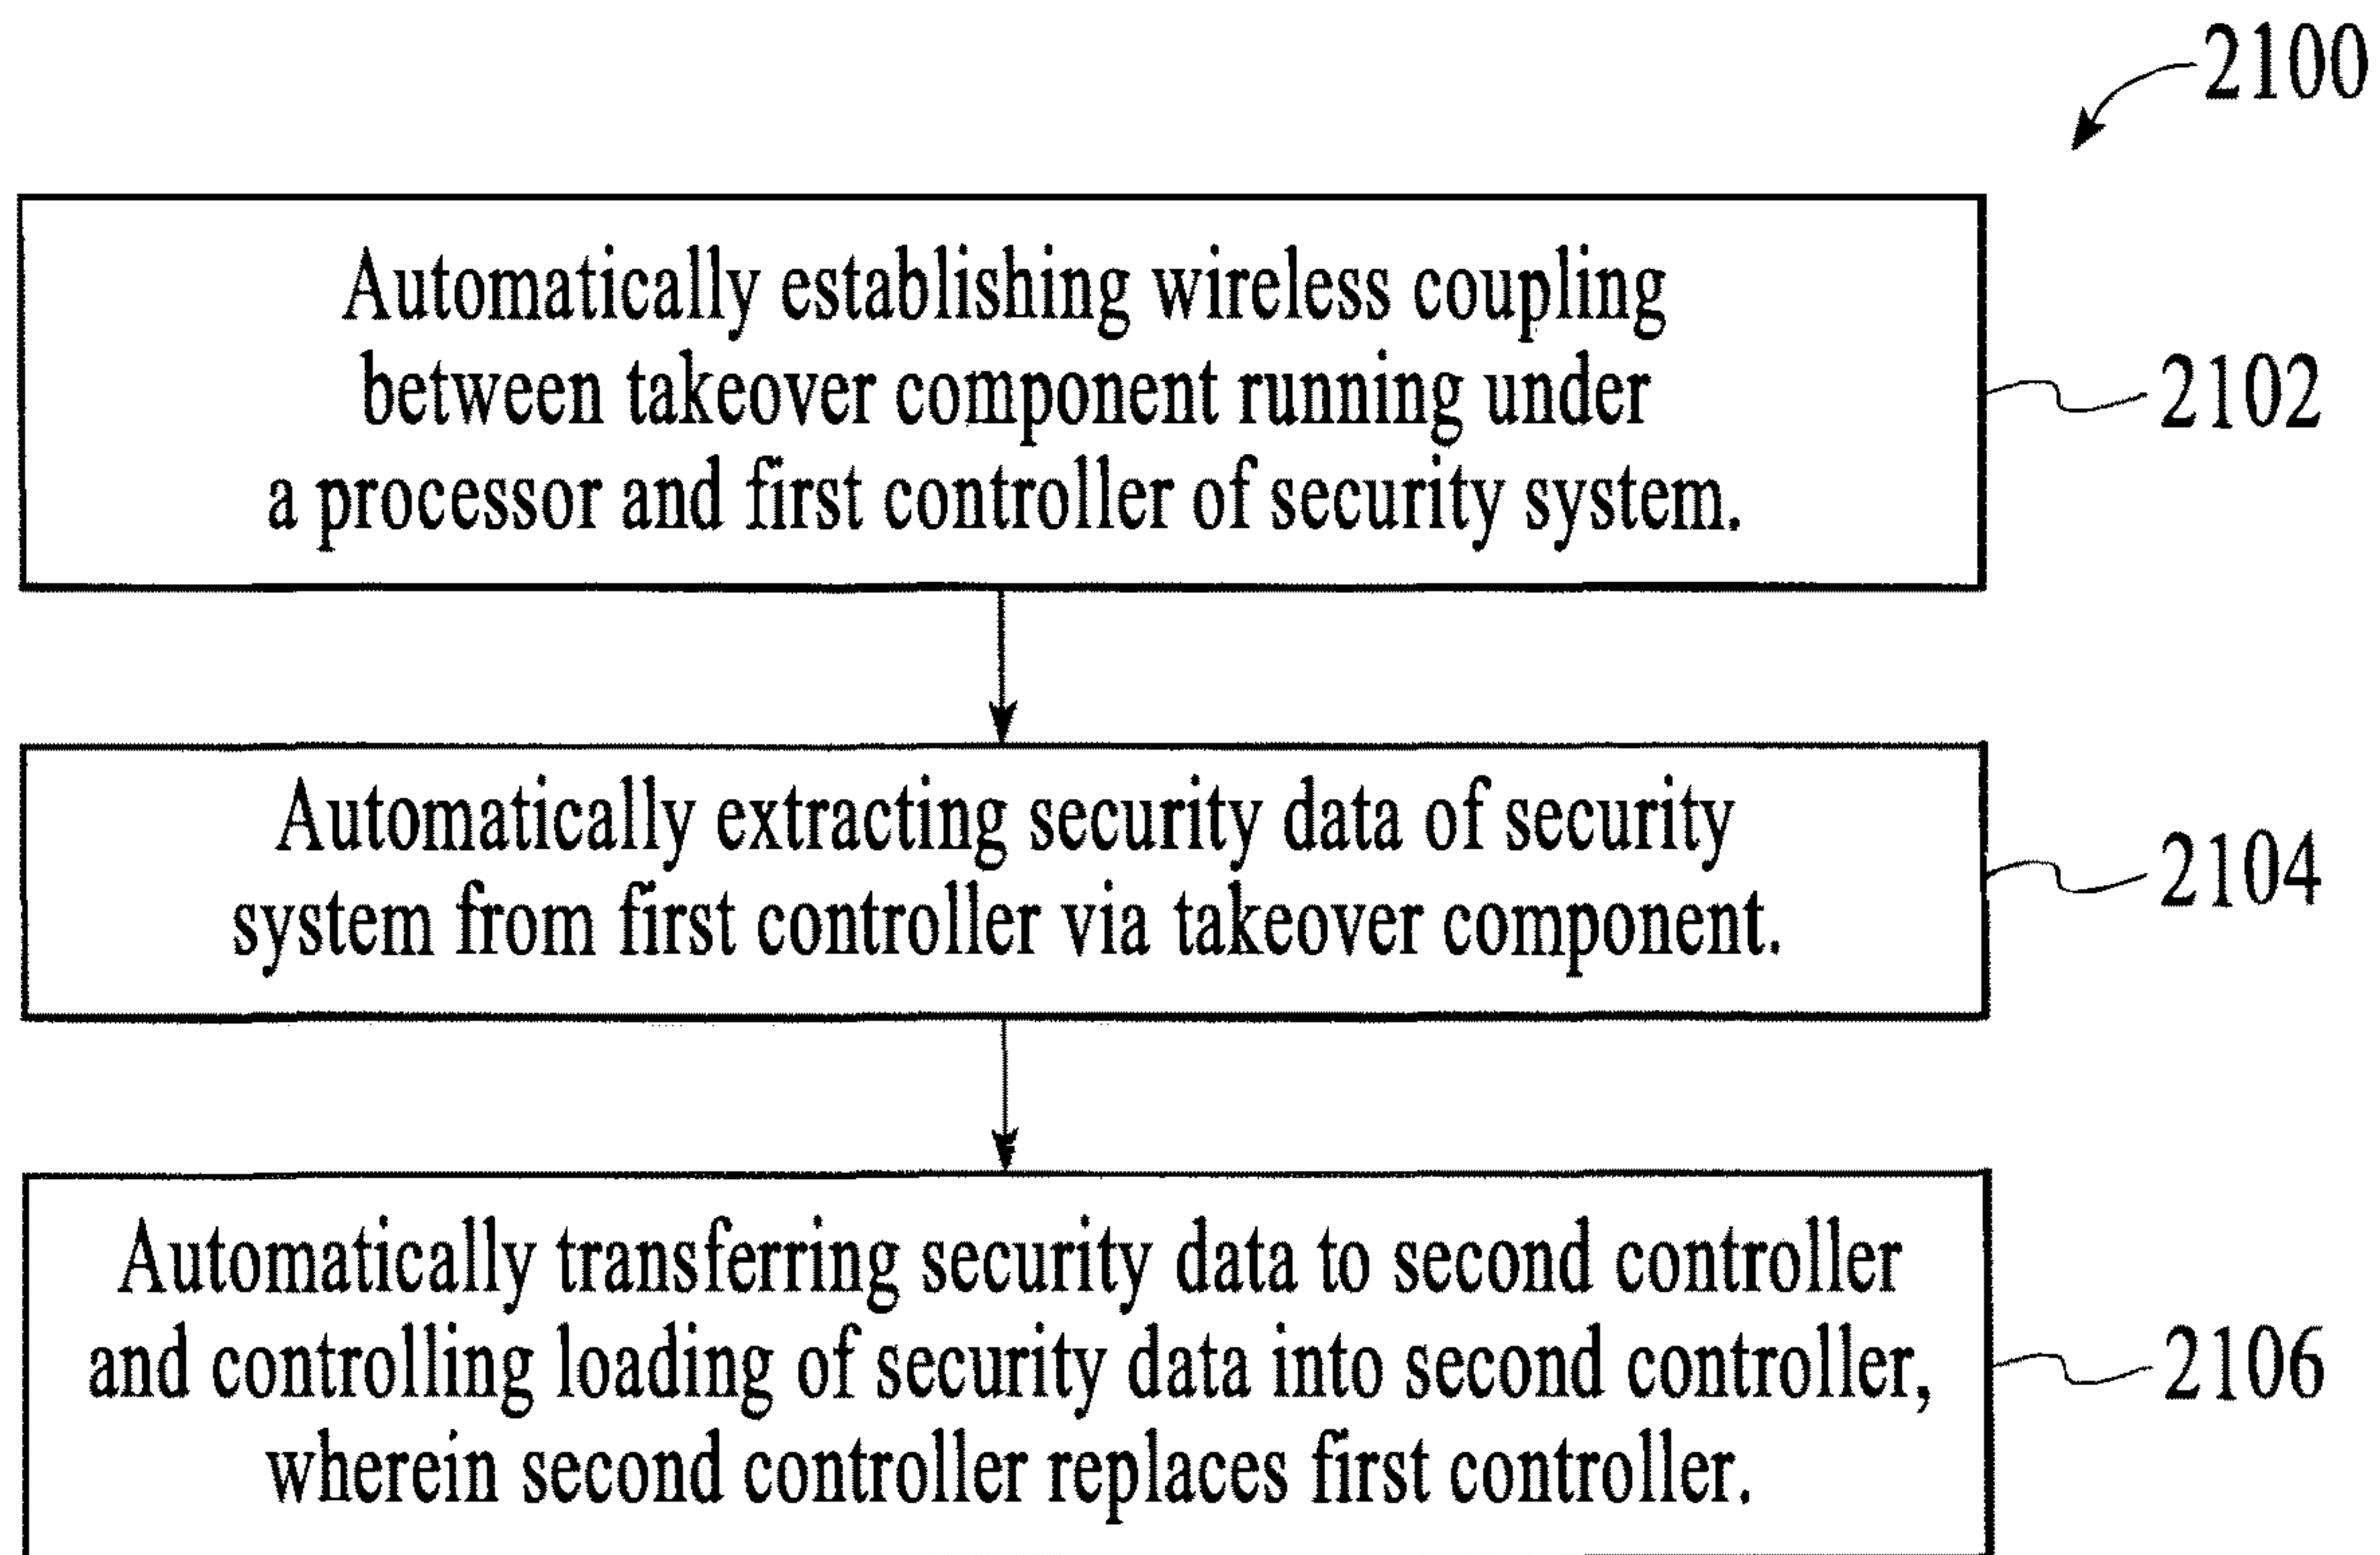 2100
Automatically establishing wireless coupling
between takeover component running under
a processor and first controller of security system.
2102
Automatically extracting security data of security
system from first controller via takeover component.
2104
Automatically transferring security data to second controller
and controlling loading of security data into second controller,
wherein second controller replaces first controller.
2106